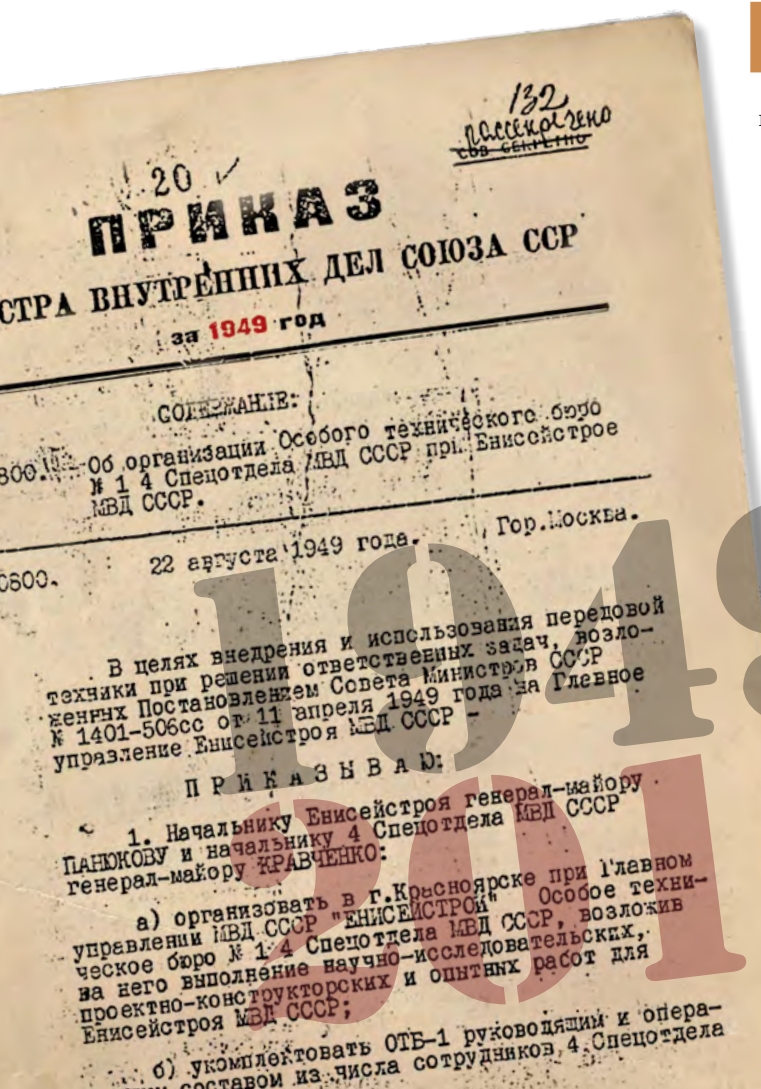 132
рассекречено
СОВ СЕКРЕТНО
20 ✓
ПРИКАЗ
СТРА ВНУТРЕННИХ ДЕЛ СОЮЗА ССР
за 1949 год
СОДЕРЖАНИЕ:
800. Об организации Особого технического бюро
№ 1 4 Спецотдела МВД СССР при Енисейстрое
МВД СССР.
0800. 22 августа 1949 года. Гор.Москва.
В целях внедрения и использования передовой
техники при решении ответственных задач, возло-
женных Постановлением Совета Министров СССР
№ 1401-506сс от 11 апреля 1949 года на Главное
управление Енисейстроя МВД СССР -
ПРИКАЗЫВАЮ:
1. Начальнику Енисейстроя генерал-майору
ПАНЮКОВУ и начальнику 4 Спецотдела МВД СССР
генерал-майору КРАВЧЕНКО:
а) организовать в г.Красноярске при Главном
управлении МВД СССР "ЕНИСЕЙСТРОЙ" Особое техни-
ческое бюро № 1 4 Спецотдела МВД СССР, возложив
на него выполнение научно-исследовательских,
проектно-конструкторских и опытных работ для
Енисейстроя МВД СССР;
б) укомплектовать ОТБ-1 руководящим и опера-
составом из числа сотрудников 4 Спецотдела
1949
201